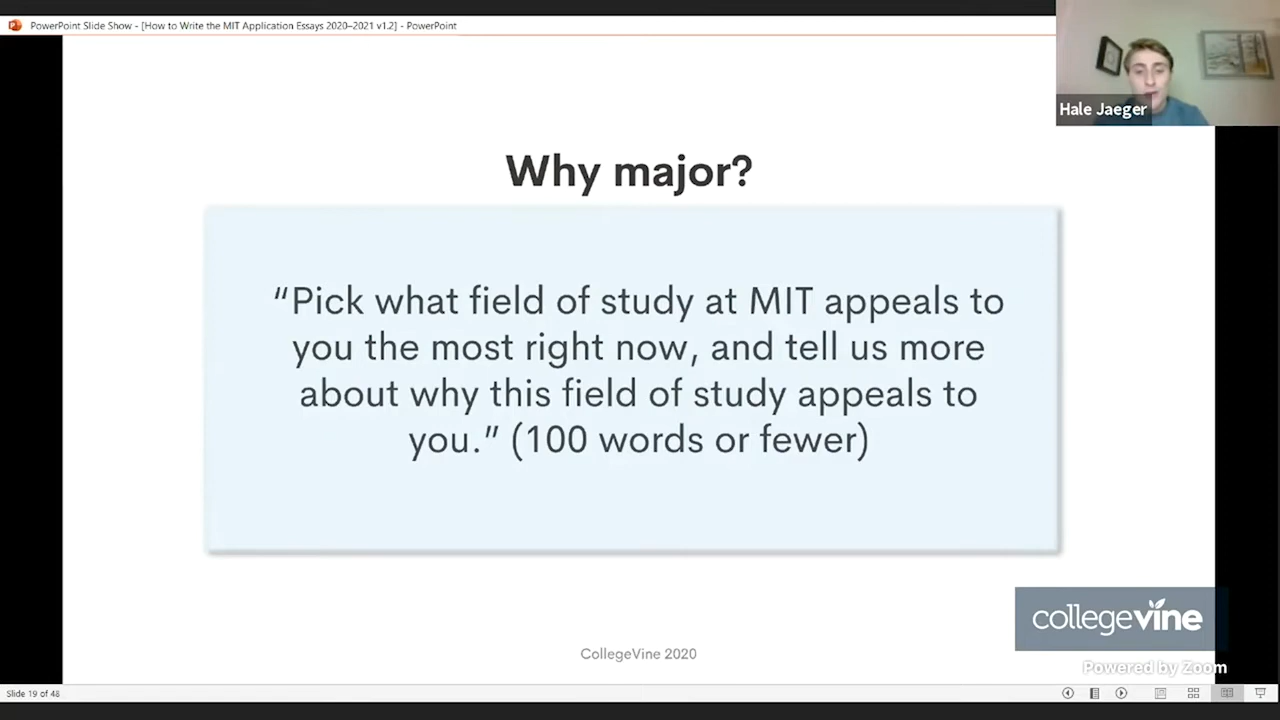 PowerPoint Slide Show - [How to Write the MIT Application Essays 2020–2021 v1.2] - PowerPoint
Hale Jaeger
Why major?
“Pick what field of study at MIT appeals to
you the most right now, and tell us more
about why this field of study appeals to
you.” (100 words or fewer)
collegevine
CollegeVine 2020
Powered by Zoom
Slide 19 of 48